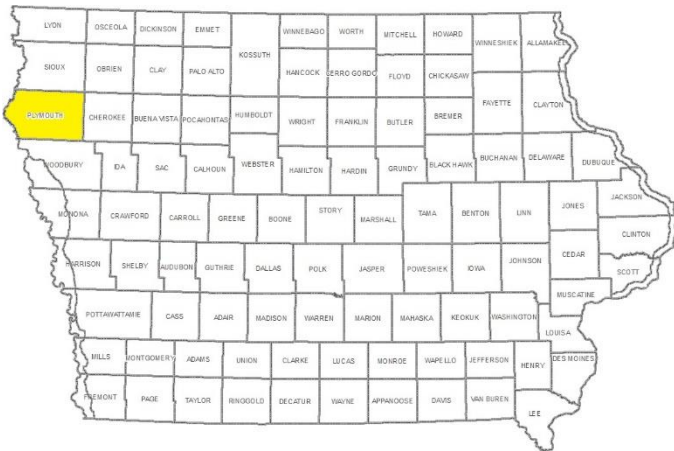 LYON OSCEOLA DICKINSON EMMET WINNEBAGO WORTH MITCHELL HOWARD
KOSSUTH WINNESHIEK ALLAMAKEE
SIOUX OBRIEN CLAY PALO ALTO HANCOCK CERRO GORDO FLOYD CHICKASAW
PLYMOUTH CHEROKEE BUENA VISTA POCAHONTAS HUMBOLDT WRIGHT FRANKLIN BUTLER BREMER FAYETTE CLAYTON
WOODBURY IDA SAC CALHOUN WEBSTER HAMILTON HARDIN GRUNDY BLACK HAWK BUCHANAN DELAWARE DUBUQUE
MONONA CRAWFORD CARROLL GREENE BOONE STORY MARSHALL TAMA BENTON LINN JONES JACKSON
CLINTON
HARRISON SHELBY AUDUBON GUTHRIE DALLAS POLK JASPER POWESHIEK IOWA JOHNSON CEDAR SCOTT
MUSCATINE
POTTAWATTAMIE CASS ADAIR MADISON WARREN MARION MAHASKA KEOKUK WASHINGTON LOUISA
MILLS MONTGOMERY ADAMS UNION CLARKE LUCAS MONROE WAPELLO JEFFERSON HENRY DES MOINES
FREMONT PAGE TAYLOR RINGGOLD DECATUR WAYNE APPANOOSE DAVIS VAN BUREN LEE